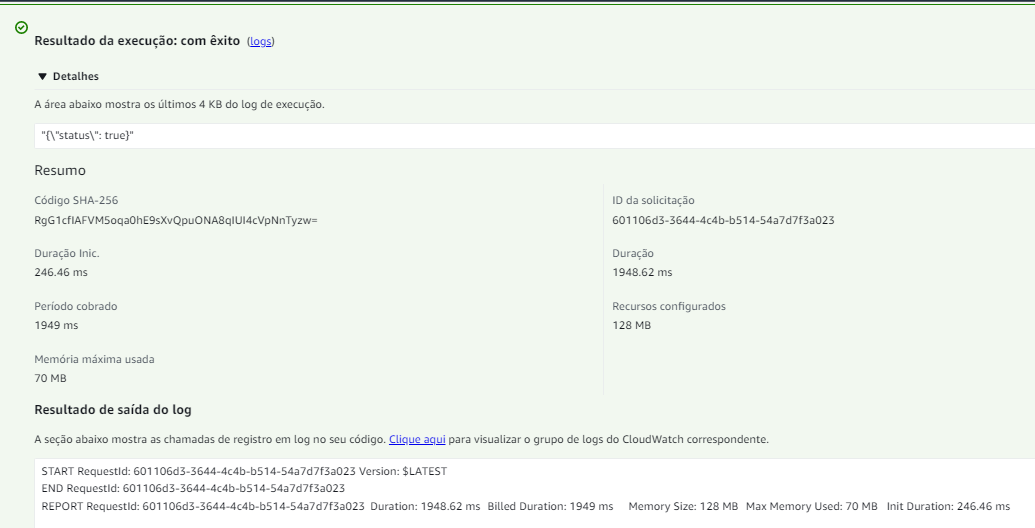 Resultado da execução: com êxito (logs)
▼ Detalhes
A área abaixo mostra os últimos 4 KB do log de execução.
"{\"status\": true}"
Resumo
Código SHA-256
RgG1cfIAFVM5oqa0hE9sXvQpuONA8qIUI4cVpNnTyzw=
ID da solicitação
601106d3-3644-4c4b-b514-54a7d7f3a023
Duração Inic.
246.46 ms
Duração
1948.62 ms
Período cobrado
1949 ms
Recursos configurados
128 MB
Memória máxima usada
70 MB
Resultado de saída do log
A seção abaixo mostra as chamadas de registro em log no seu código. Clique aqui para visualizar o grupo de logs do CloudWatch correspondente.
START RequestId: 601106d3-3644-4c4b-b514-54a7d7f3a023 Version: $LATEST
END RequestId: 601106d3-3644-4c4b-b514-54a7d7f3a023
REPORT RequestId: 601106d3-3644-4c4b-b514-54a7d7f3a023 Duration: 1948.62 ms Billed Duration: 1949 ms Memory Size: 128 MB Max Memory Used: 70 MB Init Duration: 246.46 ms